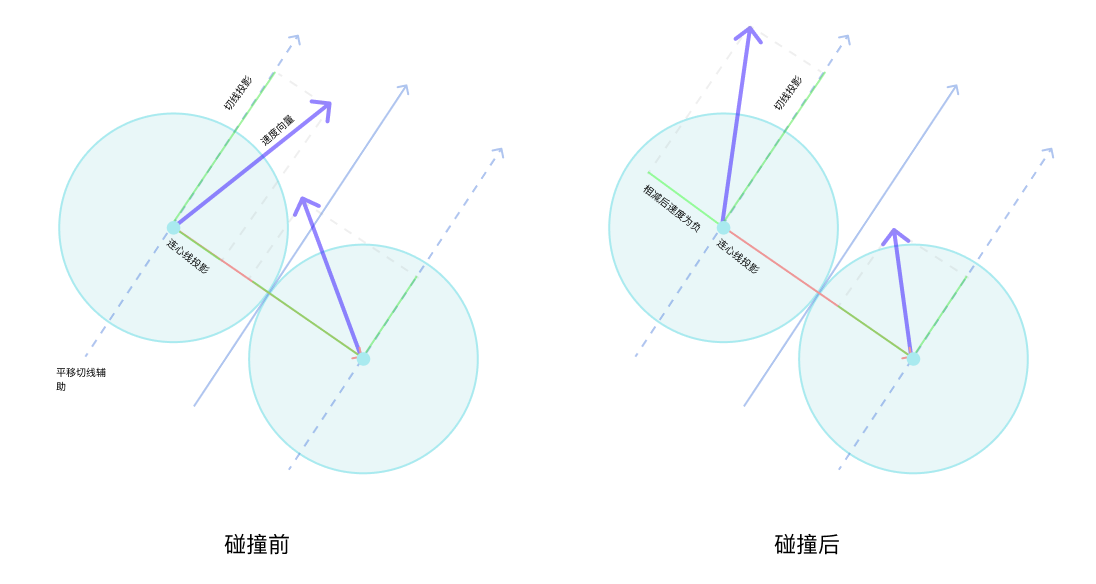 切线投影
速度向量
连心线投影
平移切线辅
助
碰撞前
切线投影
相减后速度为负
连心线投影
碰撞后